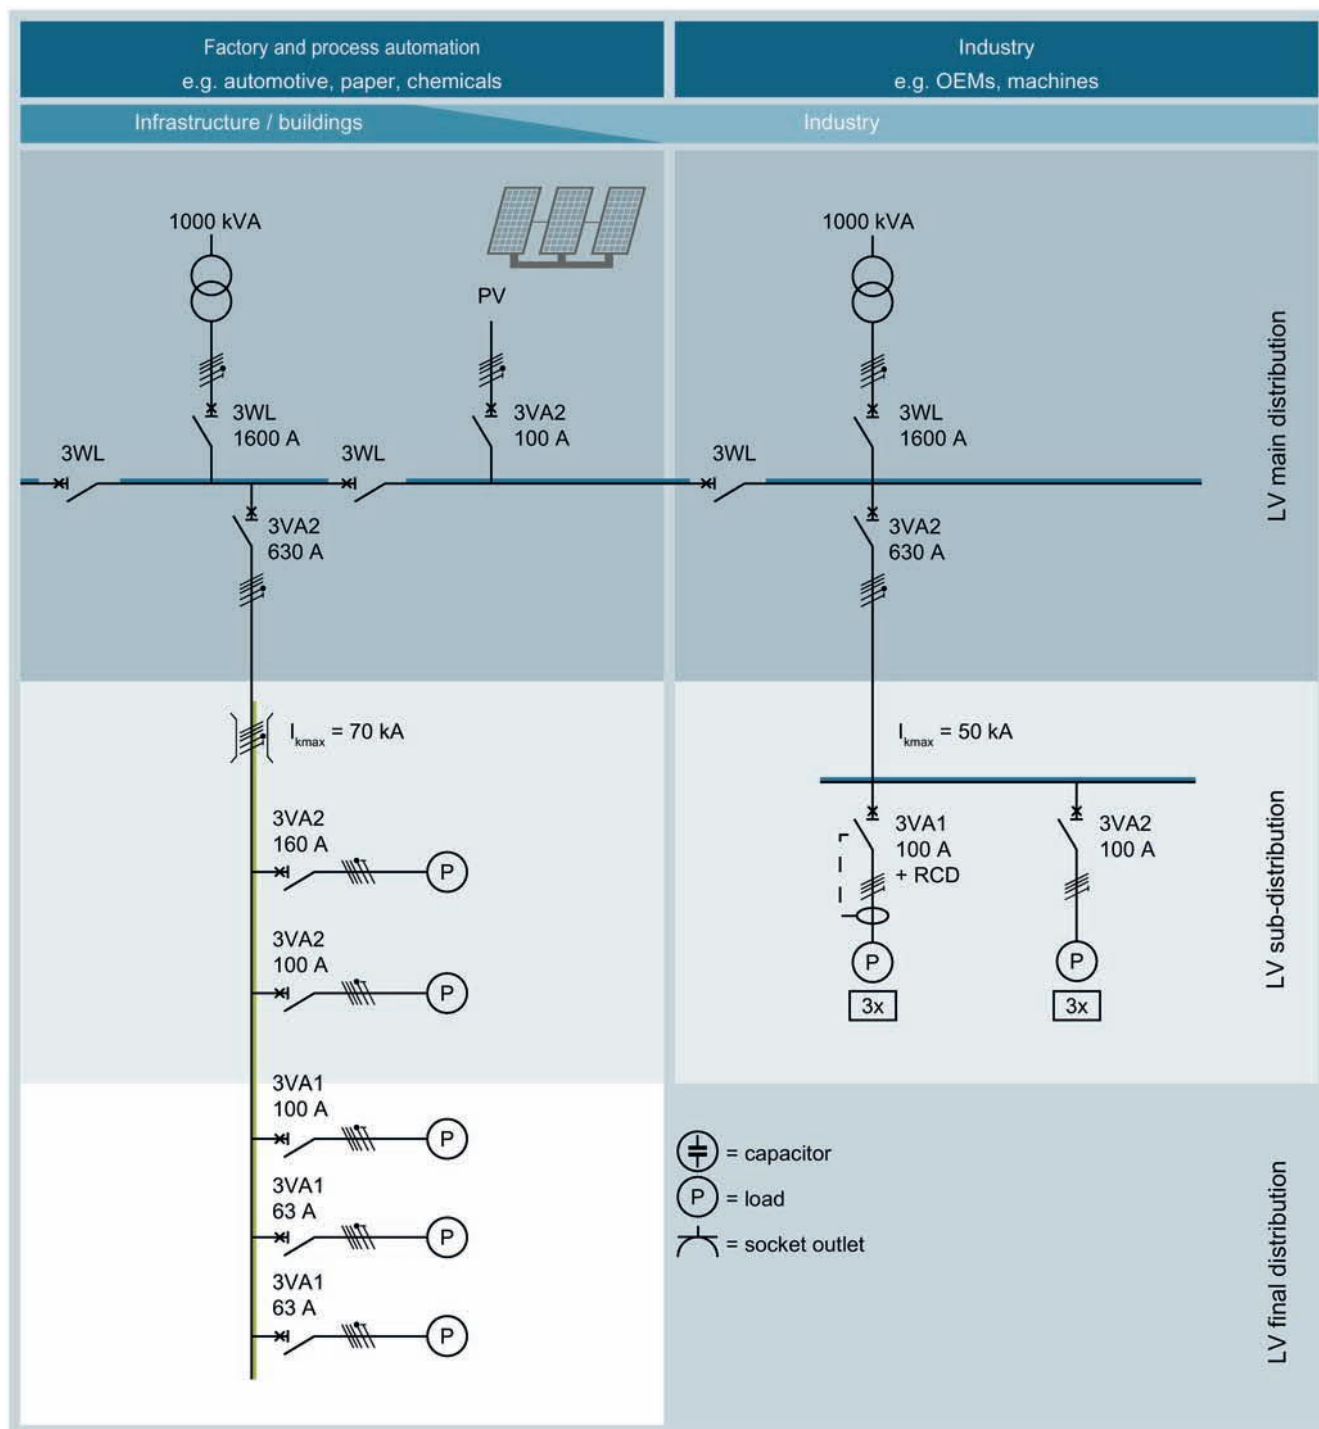 Factory and process automation
e.g. automotive, paper, chemicals
Industry
e.g. OEMs, machines
Infrastructure / buildings
Industry
1000 kVA
PV
3WL
1600 A
3VA2
100 A
3WL
3WL
3VA2
630 A
1000 kVA
3WL
1600 A
3WL
3VA2
630 A
LV main distribution
Ikmax = 70 kA
3VA2
160 A
P
3VA2
100 A
P
Ikmax = 50 kA
3VA1
100 A
+ RCD
P
3x
3VA2
100 A
P
3x
LV sub-distribution
3VA1
100 A
P
3VA1
63 A
P
3VA1
63 A
P
= capacitor
P = load
= socket outlet
LV final distribution